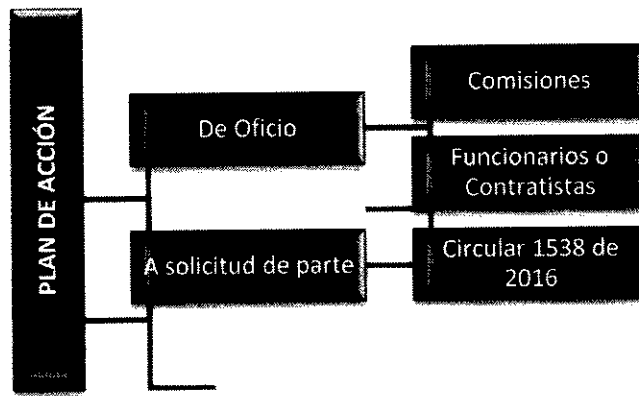 PLAN DE ACCIÓN
De Oficio
A solicitud de parte
Comisiones
Funcionarios o
Contratistas
Circular 1538 de
2016